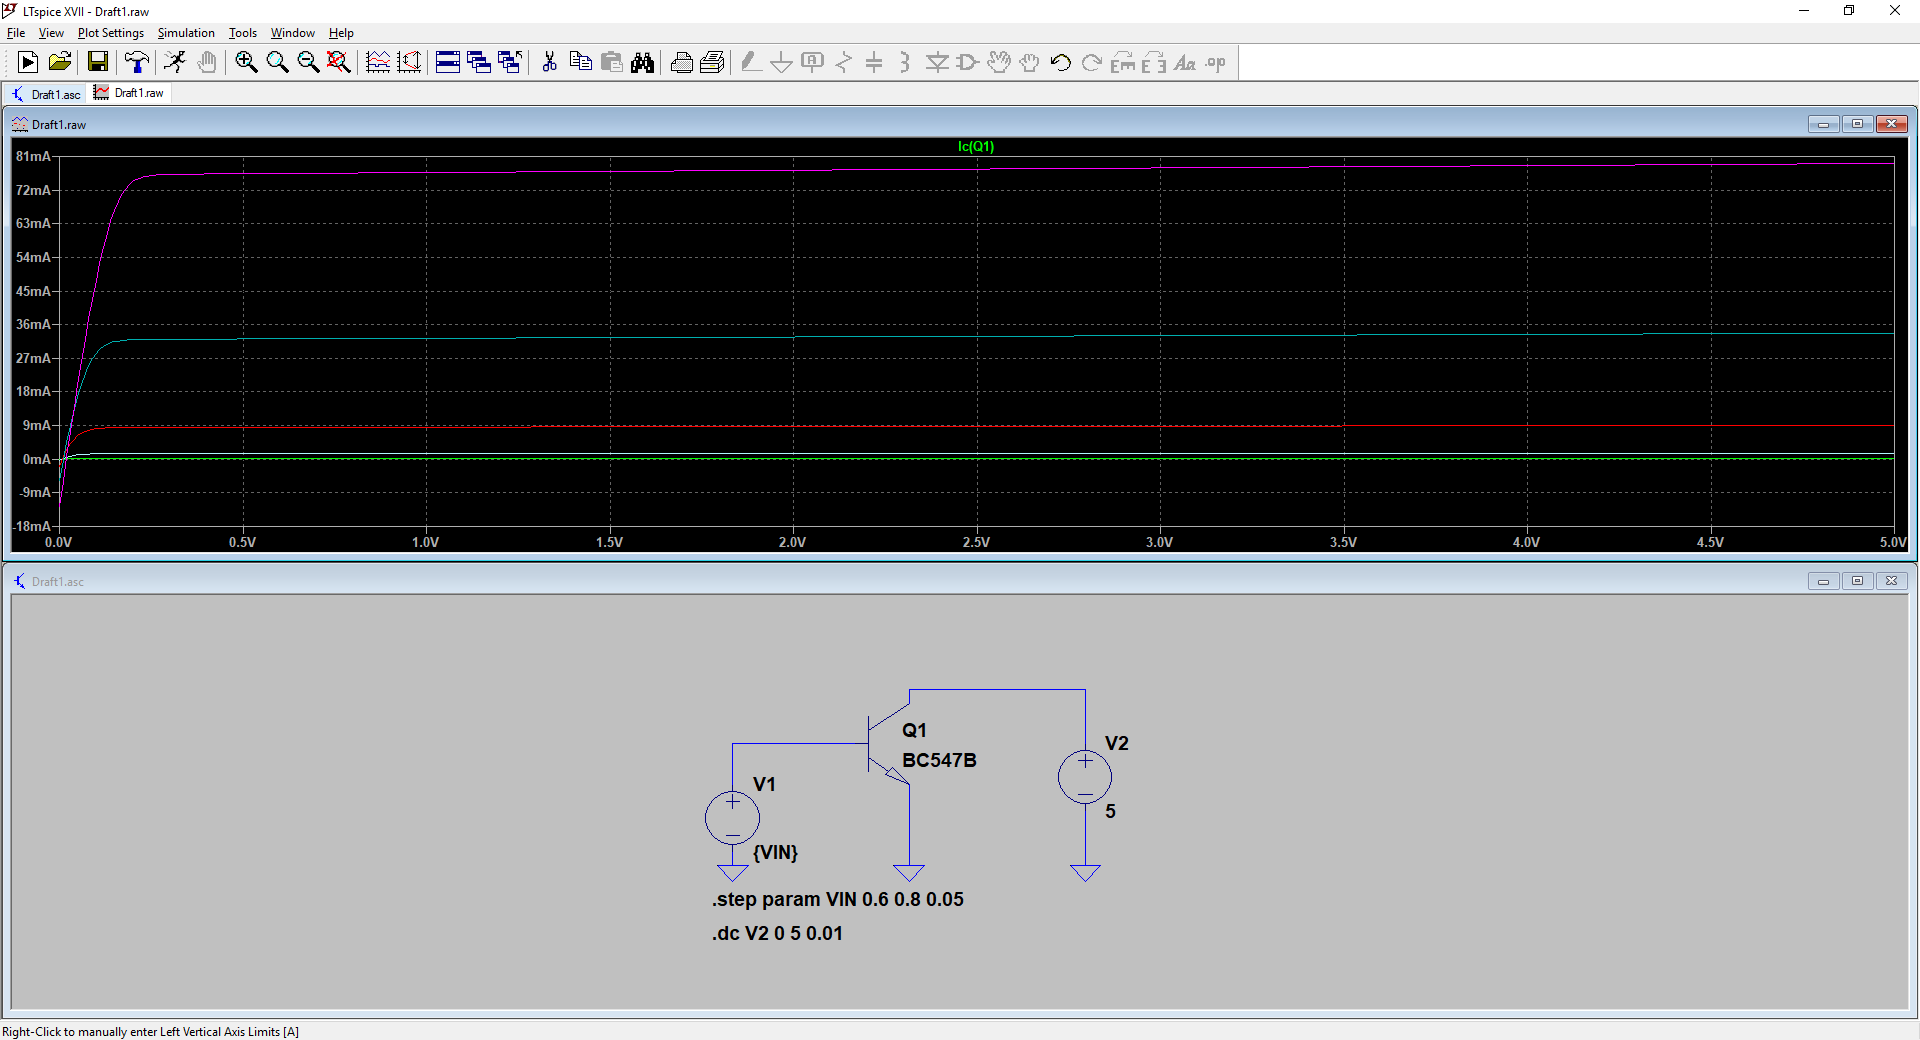 LTspice XVII - Draft1.raw
File View Plot Settings Simulation Tools Window Help
Draft1.asc Draft1.raw
Draft1.raw
Ic(Q1)
81mA
72mA
63mA
54mA
45mA
36mA
27mA
18mA
9mA
0mA
-9mA
-18mA
0.0V 0.5V 1.0V 1.5V 2.0V 2.5V 3.0V 3.5V 4.0V 4.5V 5.0V
Draft1.asc
Q1
BC547B
V2
V1
5
{VIN}
.step param VIN 0.6 0.8 0.05
.dc V2 0 5 0.01
Right-Click to manually enter Left Vertical Axis Limits [A]